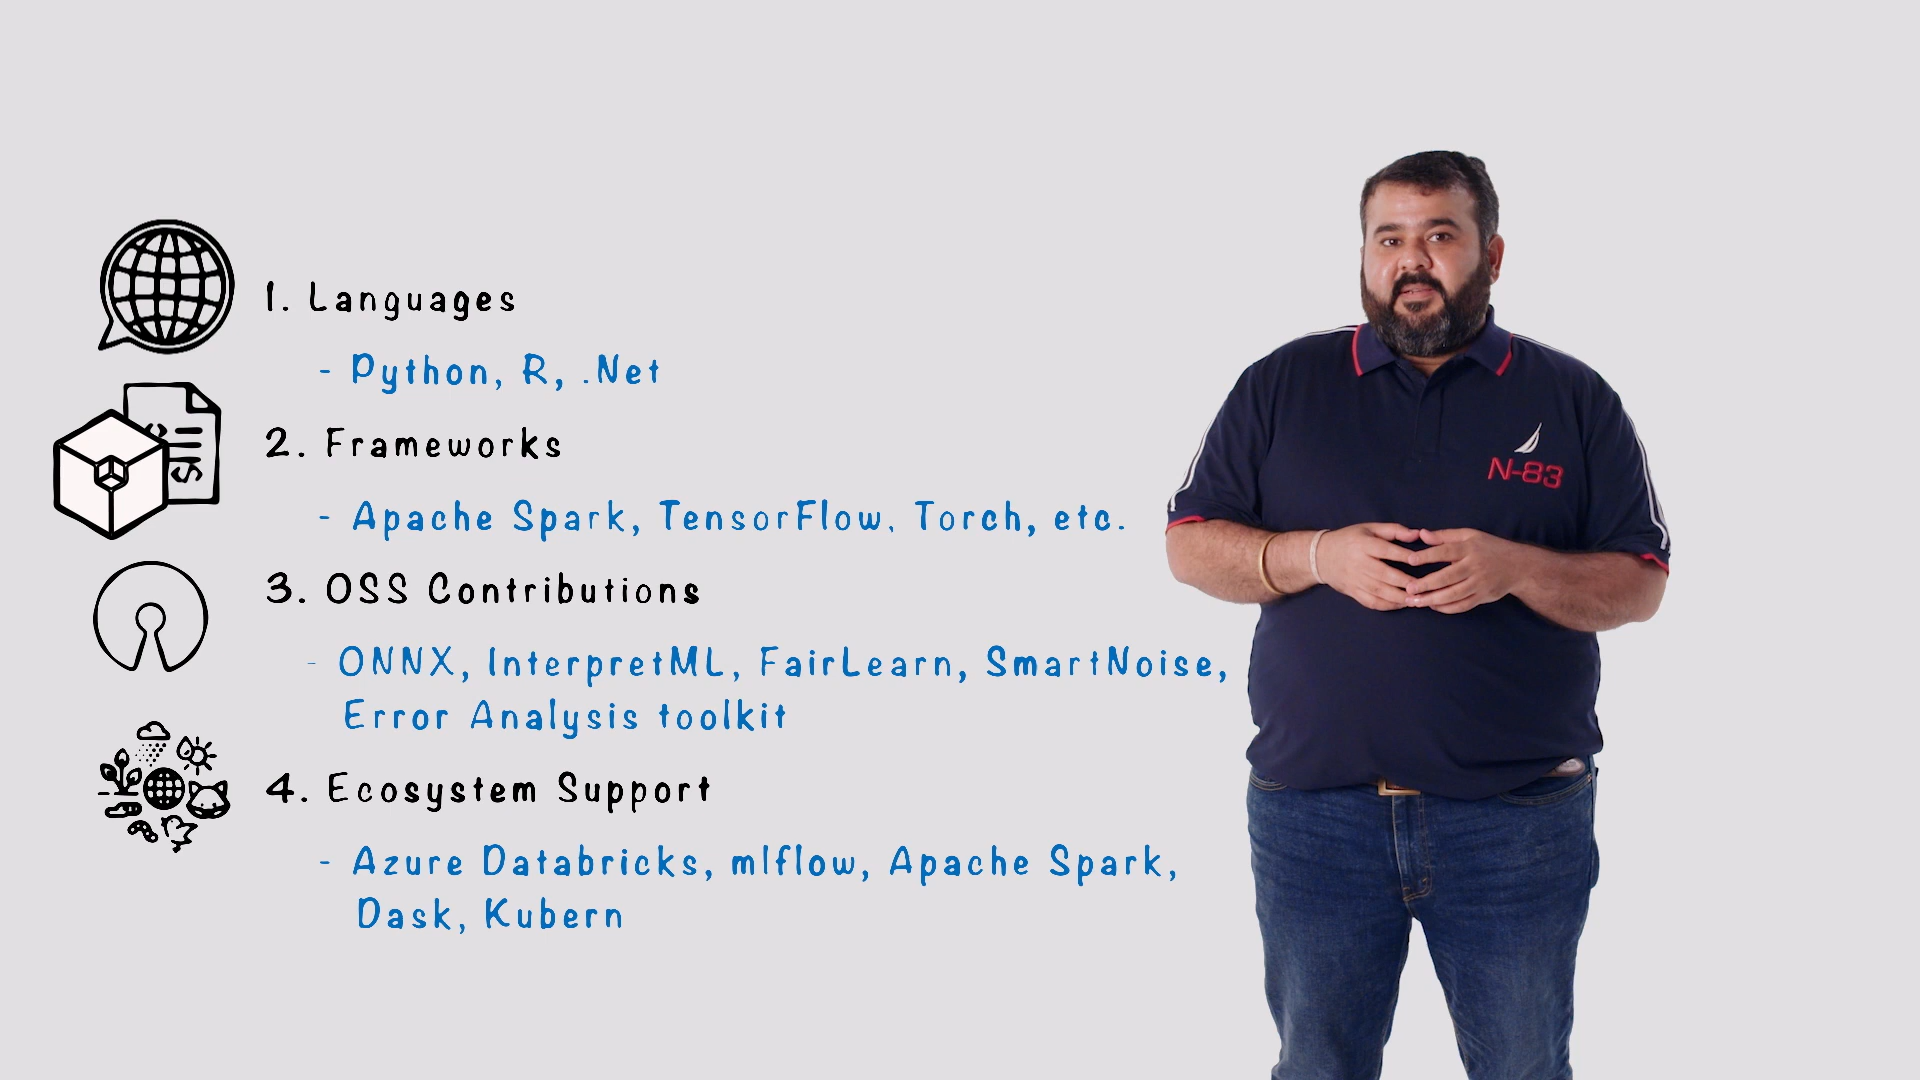 1. Languages
- Python, R, .Net
2. Frameworks
- Apache Spark, TensorFlow, Torch, etc.
3. OSS Contributions
- ONNX, InterpretML, FairLearn, SmartNoise,
Error Analysis toolkit
4. Ecosystem Support
- Azure Databricks, mlflow, Apache Spark,
Dask, Kubern
N-83